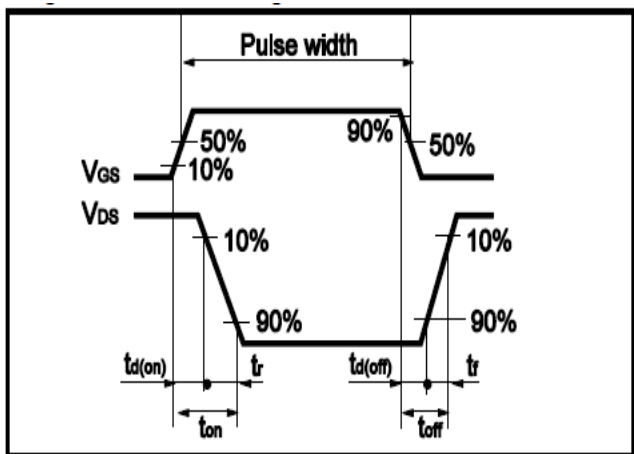 Pulse width
90%
50%
50%
10%
VGS
VDS
10%
10%
90%
90%
td(on)
tr
td(off)
tf
ton
toff